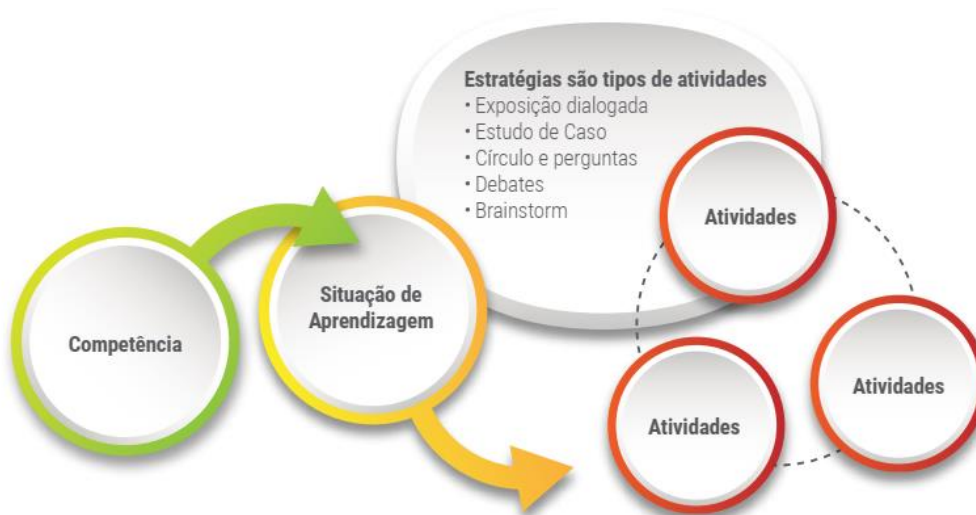 Estratégias são tipos de atividades
• Exposição dialogada
• Estudo de Caso
• Círculo e perguntas
• Debates
• Brainstorm
Atividades
Situação de
Aprendizagem
Competência
Atividades
Atividades